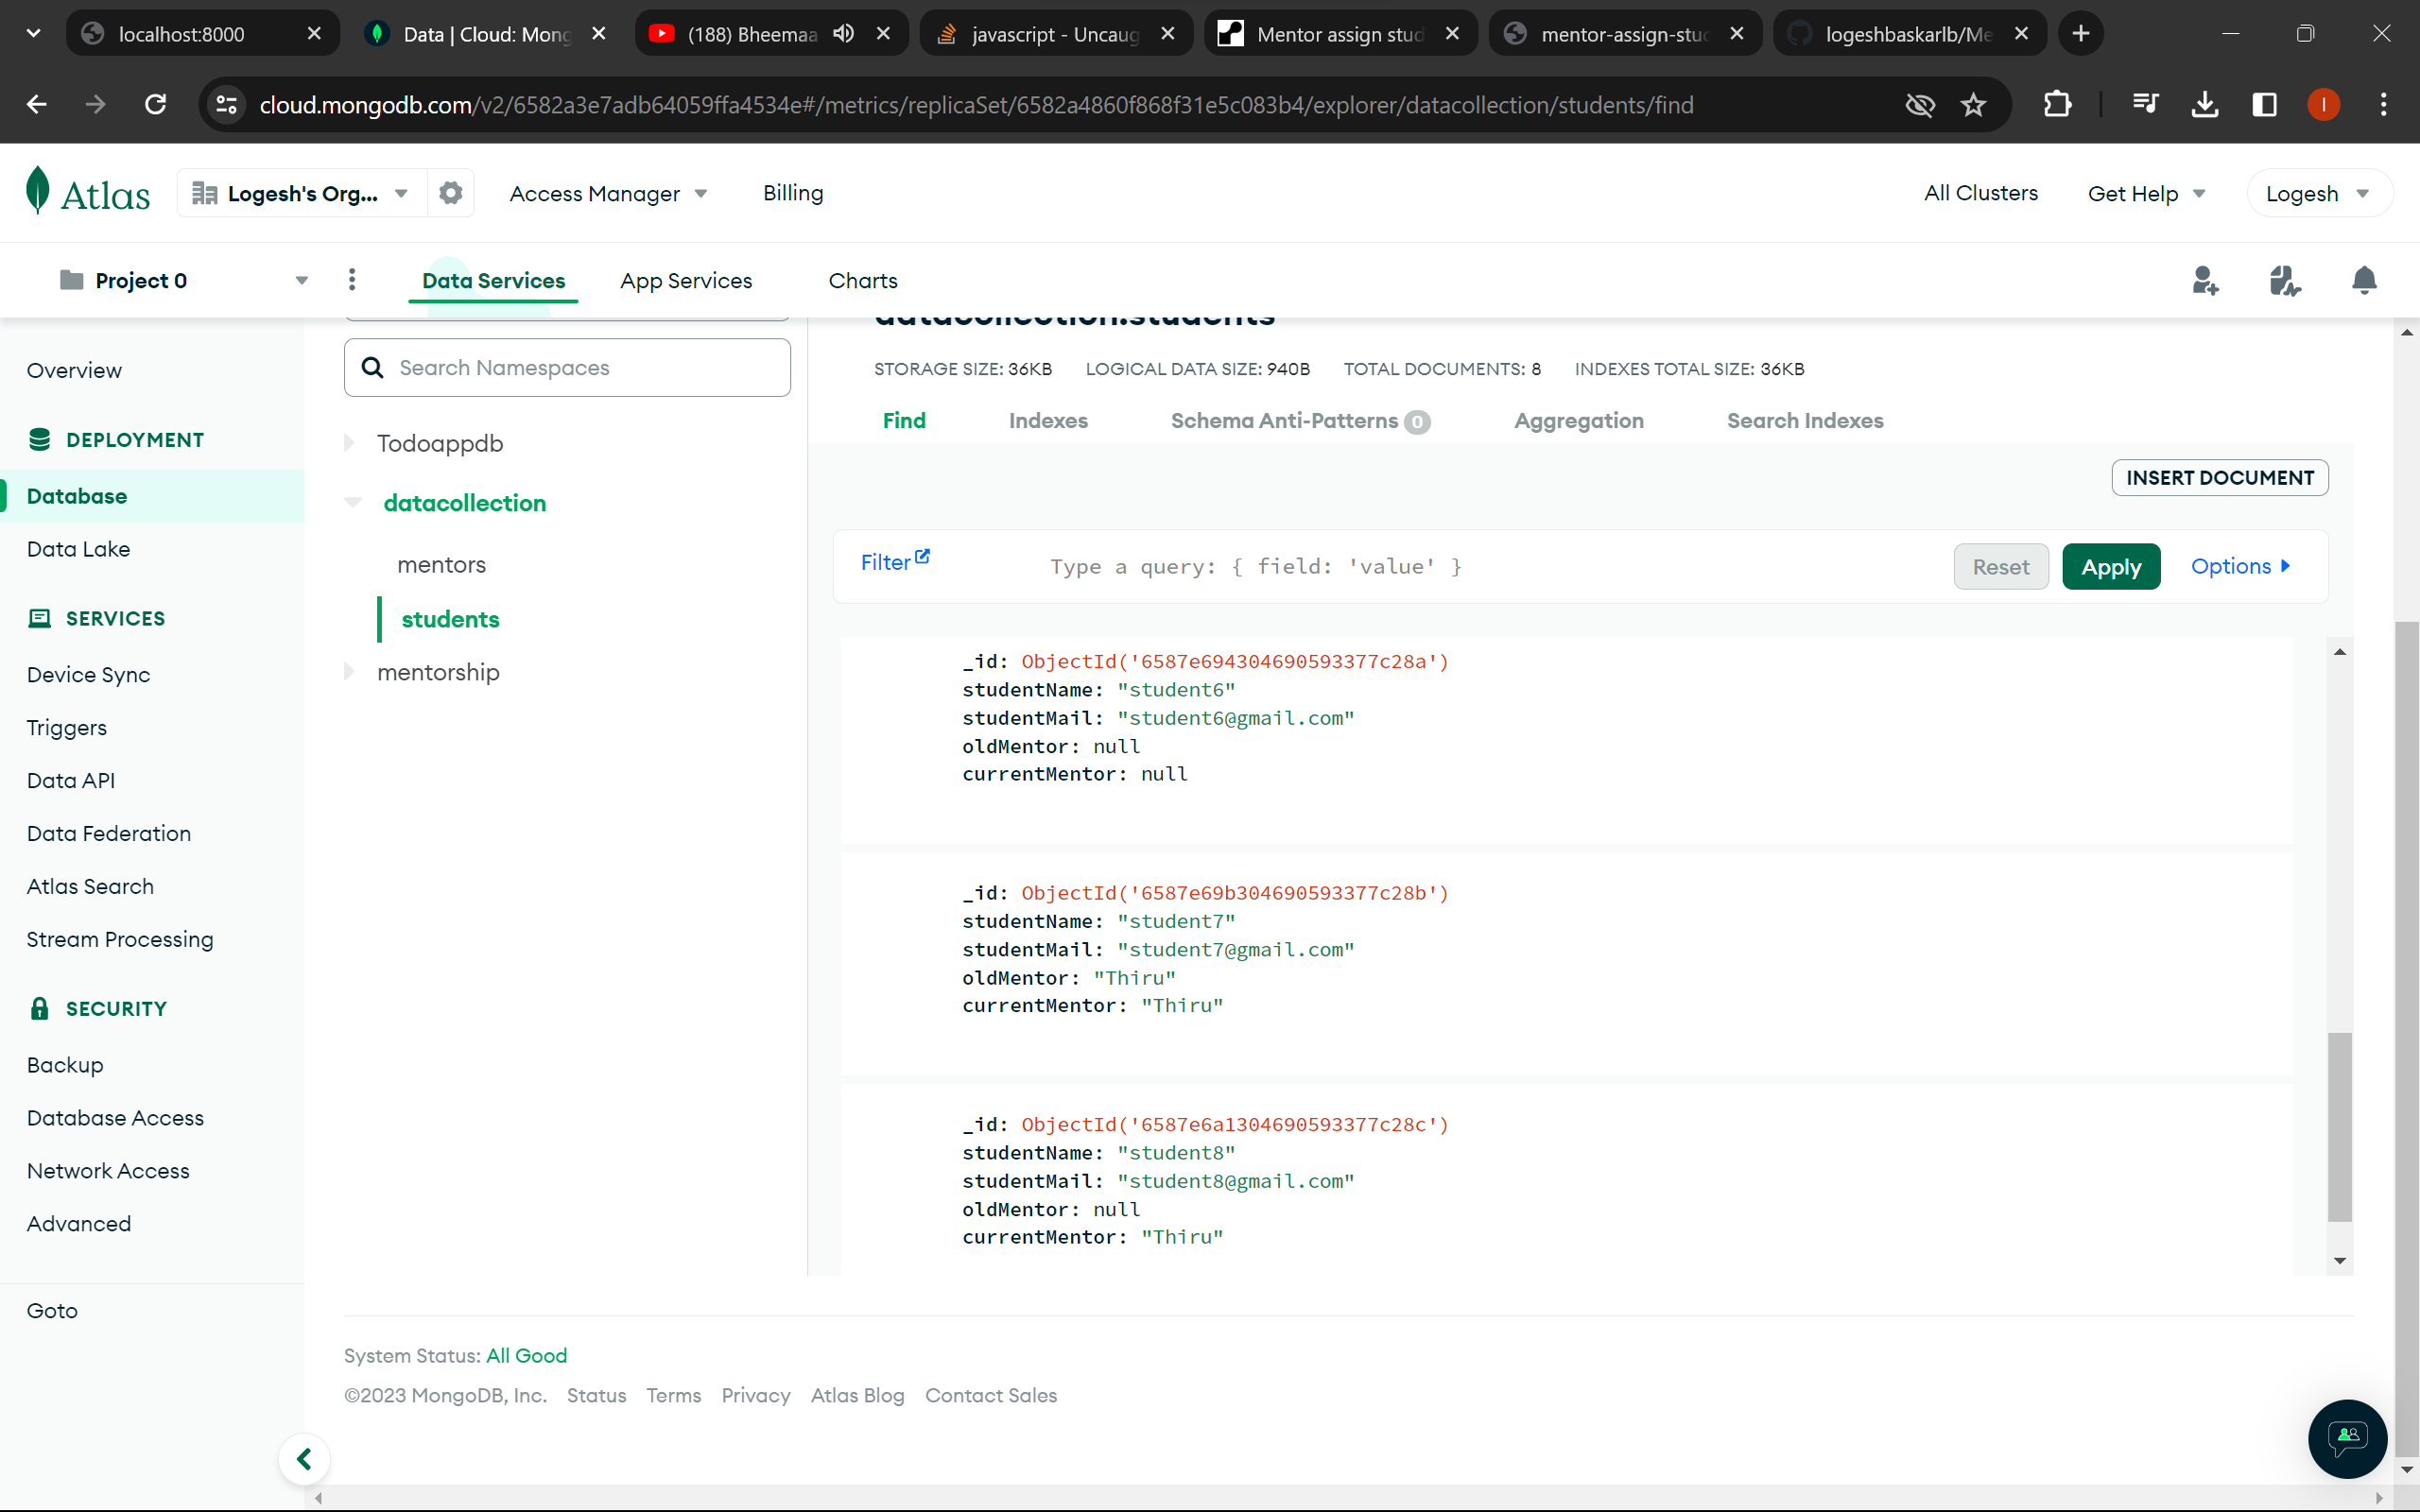 localhost:8000
Data | Cloud: Mong
(188) Bheemaa
javascript - Uncaug
Mentor assign stud
mentor-assign-stud
logeshbaskarlb/Me
cloud.mongodb.com/v2/6582a3e7adb64059ffa4534e#/metrics/replicaSet/6582a4860f868f31e5c083b4/explorer/datacollection/students/find
I
Atlas
Logesh's Org...
Access Manager
Billing
All Clusters
Get Help
Logesh
Project 0
Data Services
App Services
Charts
Overview
DEPLOYMENT
Database
Data Lake
SERVICES
Device Sync
Triggers
Data API
Data Federation
Atlas Search
Stream Processing
SECURITY
Backup
Database Access
Network Access
Advanced
Goto
Search Namespaces
Todoappdb
datacollection
mentors
students
mentorship
datacollection.students
STORAGE SIZE: 36KB LOGICAL DATA SIZE: 940B TOTAL DOCUMENTS: 8 INDEXES TOTAL SIZE: 36KB
Find Indexes Schema Anti-Patterns 0 Aggregation Search Indexes
INSERT DOCUMENT
Filter
Type a query: { field: 'value' }
Reset
Apply
Options
_id: ObjectId('6587e694304690593377c28a')
studentName: "student6"
studentMail: "student6@gmail.com"
oldMentor: null
currentMentor: null
_id: ObjectId('6587e69b304690593377c28b')
studentName: "student7"
studentMail: "student7@gmail.com"
oldMentor: "Thiru"
currentMentor: "Thiru"
_id: ObjectId('6587e6a1304690593377c28c')
studentName: "student8"
studentMail: "student8@gmail.com"
oldMentor: null
currentMentor: "Thiru"
System Status: All Good
©2023 MongoDB, Inc. Status Terms Privacy Atlas Blog Contact Sales